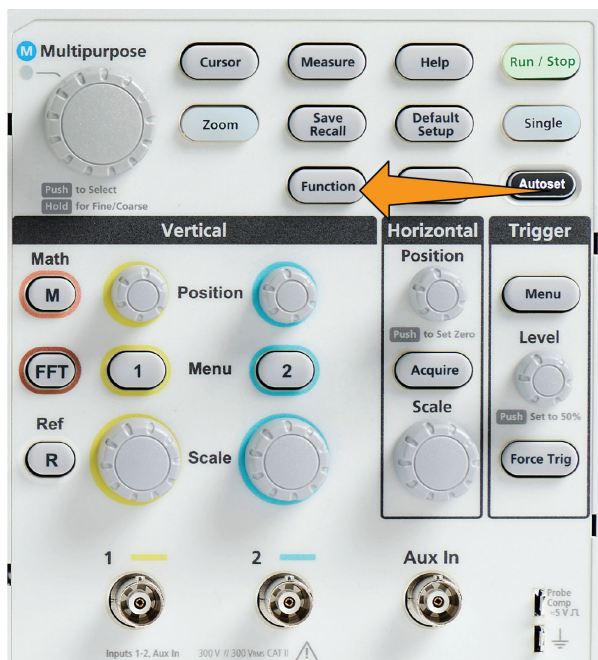 M Multipurpose
Cursor
Measure
Help
Run / Stop
Zoom
Save
Recall
Default
Setup
Single
Push to Select
Hold for Fine/Coarse
Function
Autoset
Vertical
Horizontal
Trigger
Math
M
Position
Position
Push to Set Zero
Menu
FFT
1
Menu
2
Acquire
Level
Push Set to 50%
Ref
R
Scale
Scale
Force Trig
1
2
Aux In
Probe
Comp
~5 V
Inputs 1-2, Aux In 300 V // 300 VRMS CAT II